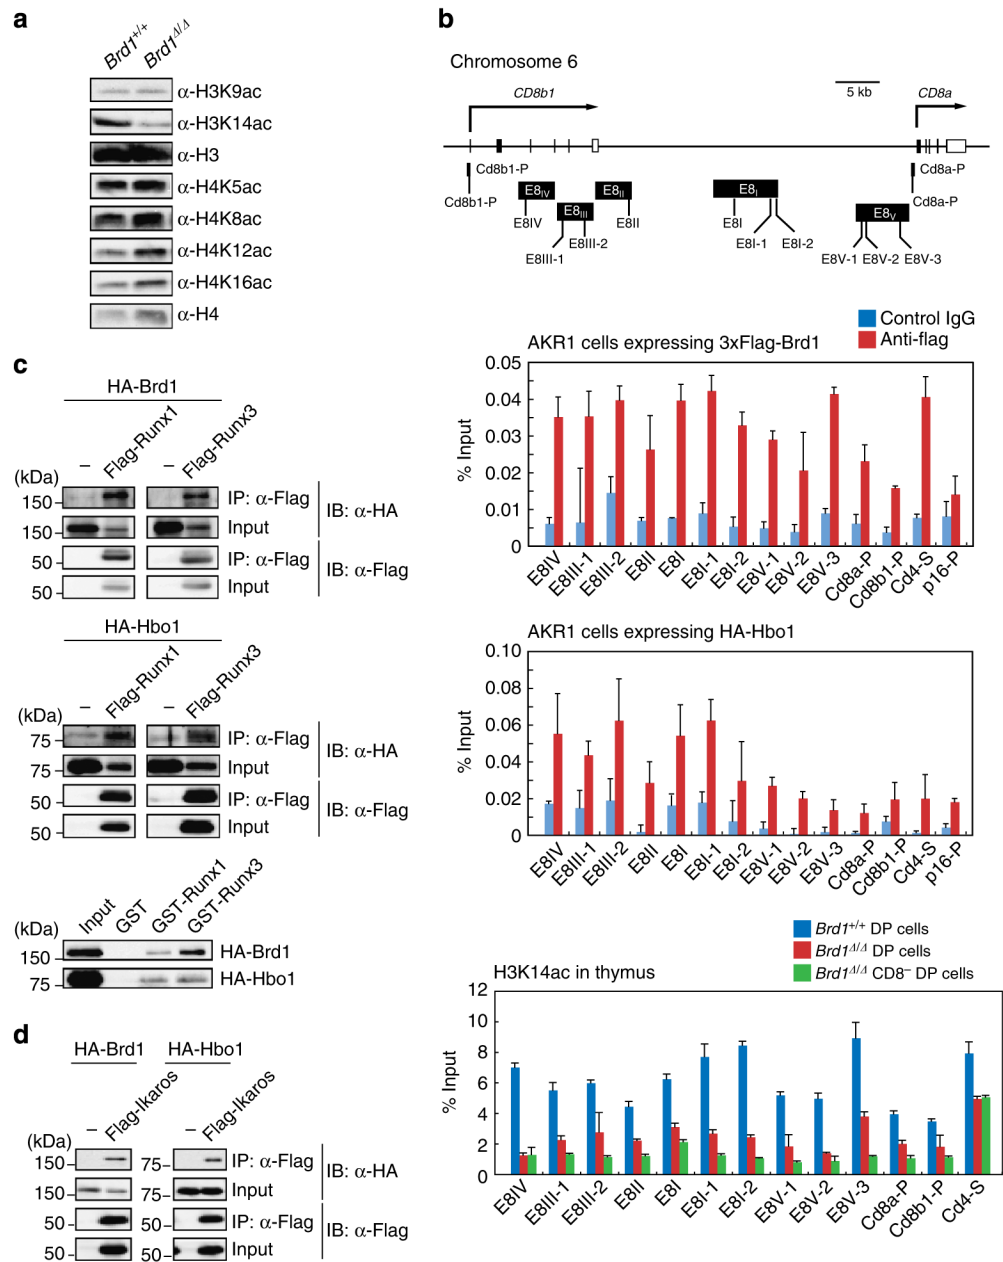 a
Brd1+/+ Brd1Δ/Δ
α-H3K9ac
α-H3K14ac
α-H3
α-H4K5ac
α-H4K8ac
α-H4K12ac
α-H4K16ac
α-H4
b
Chromosome 6
5 kb
CD8b1 CD8a
Cd8b1-P Cd8a-P
Cd8b1-P E8IV E8III E8II E8I E8V Cd8a-P
E8IV E8III-2 E8II E8I
E8III-1 E8I-1 E8I-2 E8V-1 E8V-2 E8V-3
Control IgG
Anti-flag
AKR1 cells expressing 3xFlag-Brd1
% Input
0.05
0.04
0.03
0.02
0.01
0
E8IV E8III-1 E8III-2 E8II E8I E8I-1 E8I-2 E8V-1 E8V-2 E8V-3 Cd8a-P Cd8b1-P Cd4-S p16-P
AKR1 cells expressing HA-Hbo1
% Input
0.10
0.08
0.06
0.04
0.02
0
E8IV E8III-1 E8III-2 E8II E8I E8I-1 E8I-2 E8V-1 E8V-2 E8V-3 Cd8a-P Cd8b1-P Cd4-S p16-P
Brd1+/+ DP cells
Brd1Δ/Δ DP cells
Brd1Δ/Δ CD8– DP cells
H3K14ac in thymus
% Input
12
10
8
6
4
2
0
E8IV E8III-1 E8III-2 E8II E8I E8I-1 E8I-2 E8V-1 E8V-2 E8V-3 Cd8a-P Cd8b1-P Cd4-S
c
HA-Brd1
– Flag-Runx1 – Flag-Runx3
(kDa)
150 IP: α-Flag
IB: α-HA
150 Input
50 IP: α-Flag
IB: α-Flag
50 Input
HA-Hbo1
– Flag-Runx1 – Flag-Runx3
(kDa)
75 IP: α-Flag
IB: α-HA
75 Input
50 IP: α-Flag
IB: α-Flag
50 Input
Input GST GST-Runx1 GST-Runx3
(kDa)
150 HA-Brd1
75 HA-Hbo1
d
HA-Brd1 HA-Hbo1
– Flag-Ikaros – Flag-Ikaros
(kDa)
150 75 IP: α-Flag
IB: α-HA
150 75 Input
50 50 IP: α-Flag
IB: α-Flag
50 50 Input